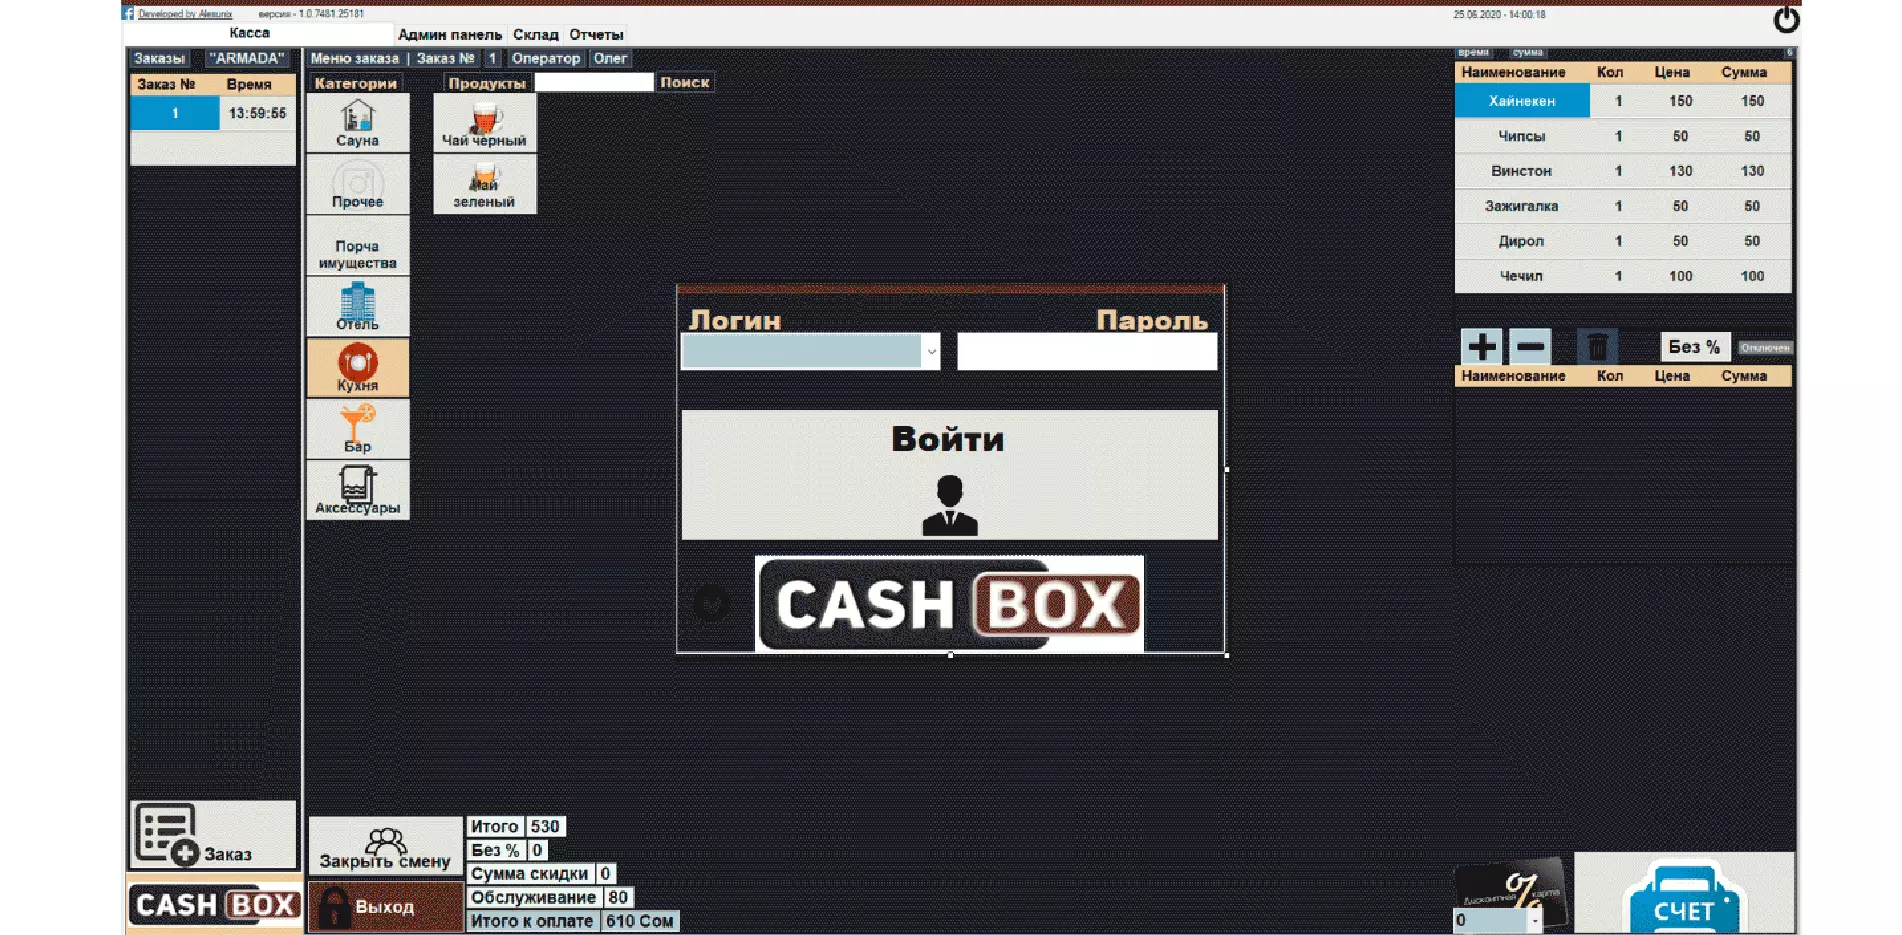 Developed by Alesunix версия - 1.0.7481.25181
25.06.2020 - 14:00:18
Касса Админ панель Склад Отчеты
Заказы "ARMADA"
Заказ № Время
1 13:59:55
Заказ
CASH BOX
Меню заказа | Заказ № 1 Оператор Олег
Категории Продукты Поиск
Сауна
Прочее
Порча
имущества
Отель
Кухня
Бар
Аксессуары
Чай черный
Чай
зеленый
Логин Пароль
Войти
CASH BOX
Закрыть смену
Выход
Итого 530
Без % 0
Сумма скидки 0
Обслуживание 80
Итого к оплате 610 Сом
время сумма 6
Наименование Кол Цена Сумма
Хайнекен 1 150 150
Чипсы 1 50 50
Винстон 1 130 130
Зажигалка 1 50 50
Дирол 1 50 50
Чечил 1 100 100
+ − Без % Отключен
Наименование Кол Цена Сумма
%
Дисконтная карта
0
СЧЕТ